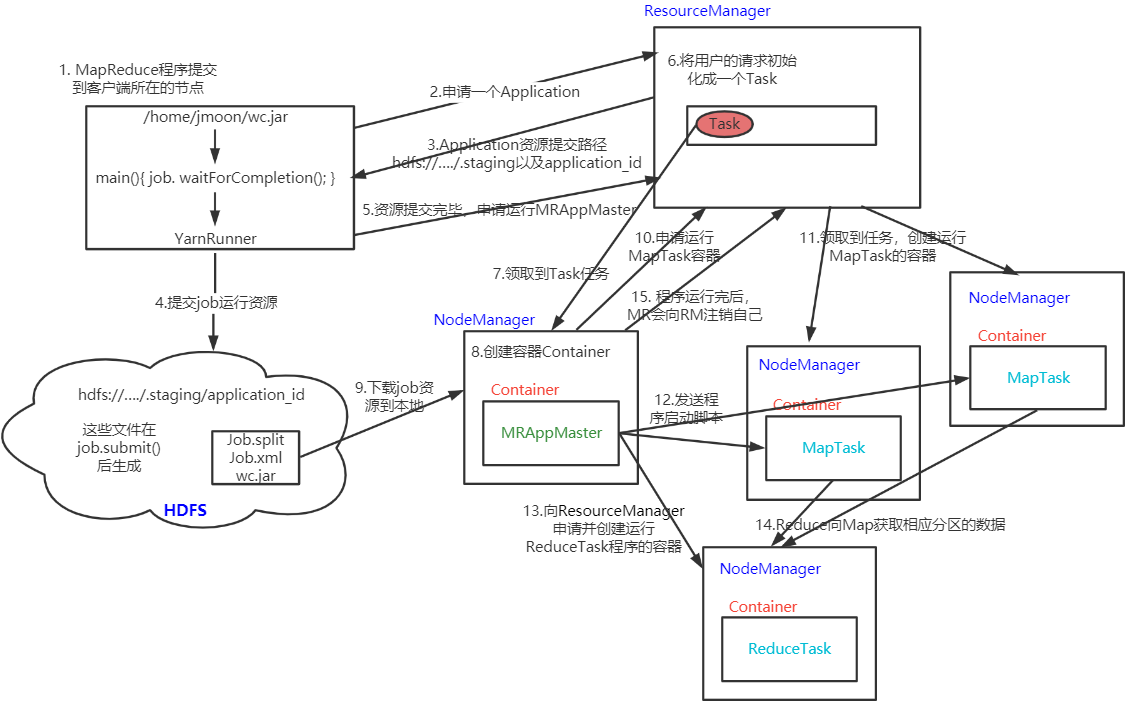 ResourceManager
1. MapReduce程序提交
到客户端所在的节点
/home/jmoon/wc.jar
main(){ job. waitForCompletion(); }
YarnRunner
2.申请一个Application
3.Application资源提交路径
hdfs://..../.staging以及application_id
5.资源提交完毕，申请运行MRAppMaster
6.将用户的请求初始
化成一个Task
Task
4.提交job运行资源
7.领取到Task任务
10.申请运行
MapTask容器
11.领取到任务，创建运行
MapTask的容器
15. 程序运行完后，
MR会向RM注销自己
NodeManager
8.创建容器Container
Container
MRAppMaster
9.下载job资
源到本地
hdfs://..../.staging/application_id
这些文件在
job.submit()
后生成
Job.split
Job.xml
wc.jar
HDFS
12.发送程
序启动脚本
NodeManager
Container
MapTask
NodeManager
Container
MapTask
13.向ResourceManager
申请并创建运行
ReduceTask程序的容器
14.Reduce向Map获取相应分区的数据
NodeManager
Container
ReduceTask